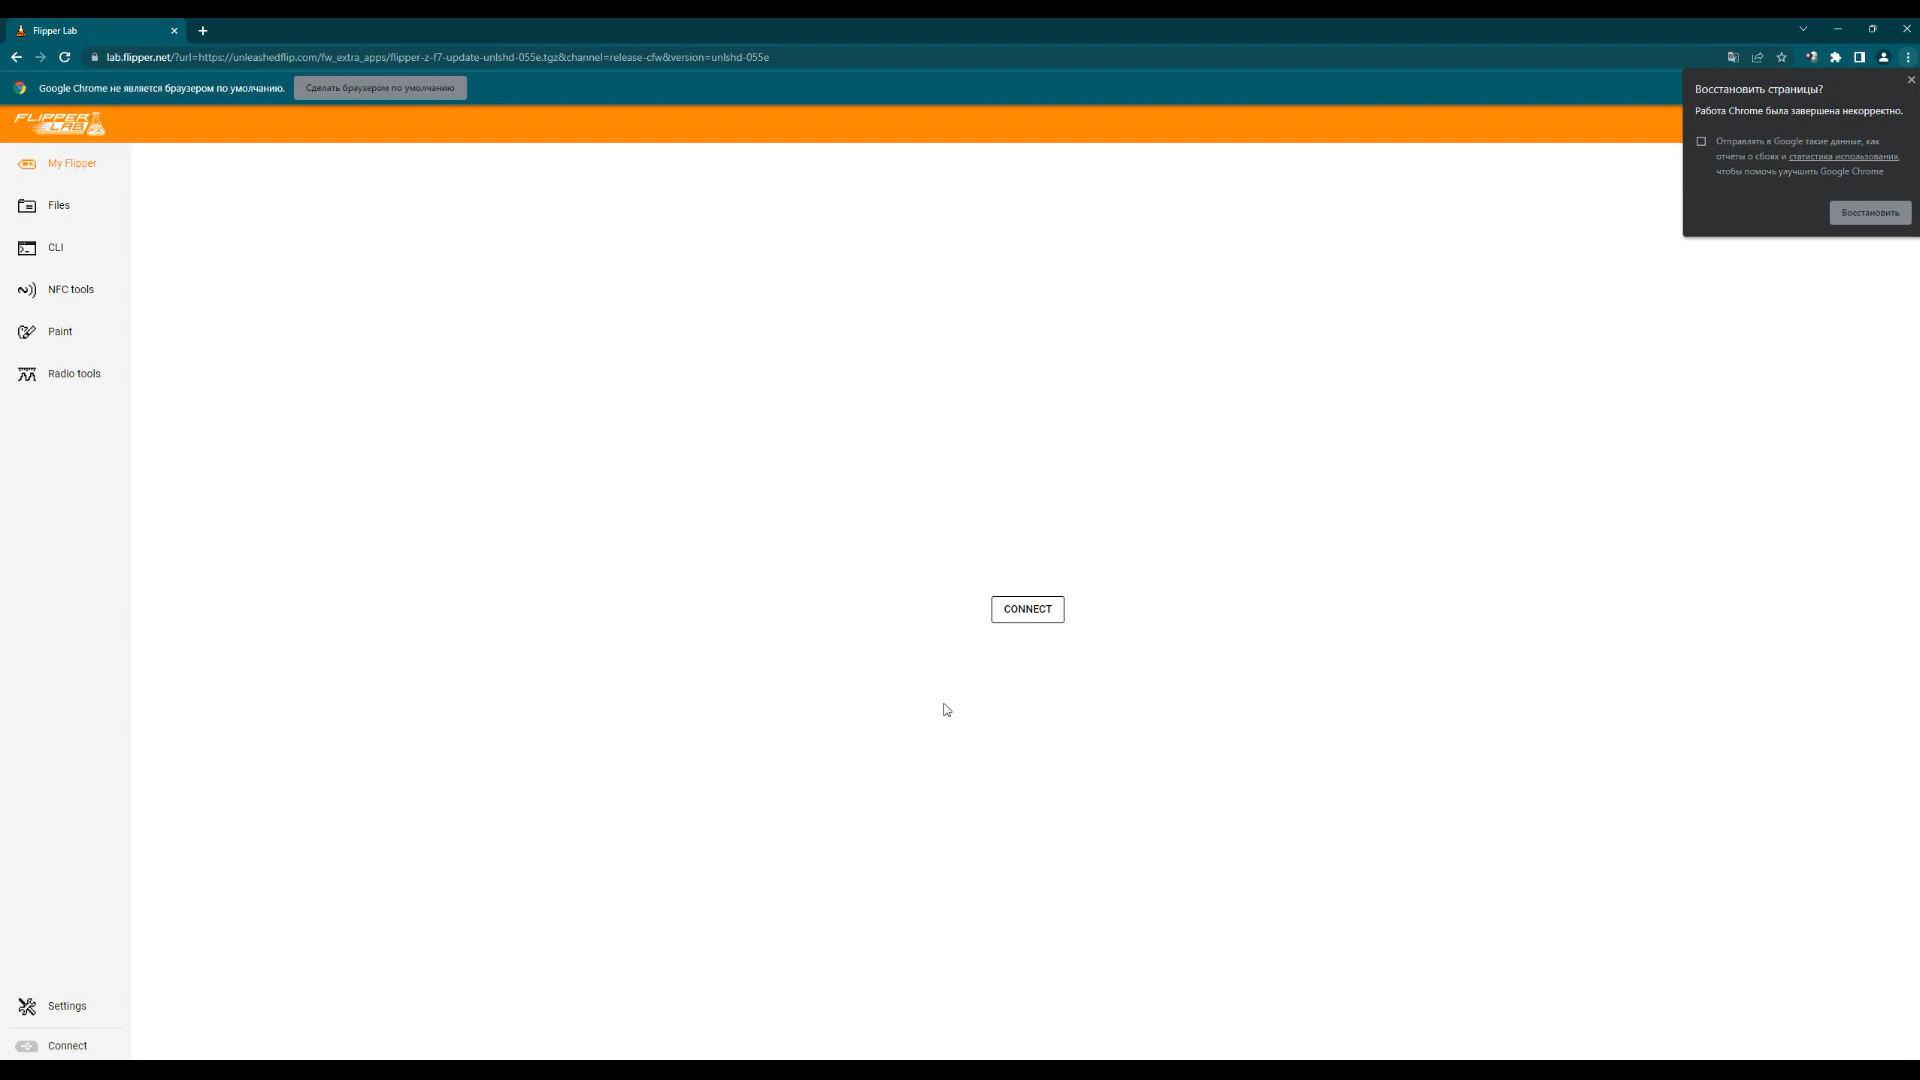 Flipper Lab
lab.flipper.net/?url=https://unleashedflip.com/fw_extra_apps/flipper-z-f7-update-unlshd-055e.tgz&channel=release-cfw&version=unlshd-055e
Google Chrome не является браузером по умолчанию.
Сделать браузером по умолчанию
Восстановить страницы?
Работа Chrome была завершена некорректно.
Отправлять в Google такие данные, как
отчеты о сбоях и статистика использования,
чтобы помочь улучшить Google Chrome
Восстановить
FLIPPER
LAB
My Flipper
Files
CLI
NFC tools
Paint
Radio tools
CONNECT
Settings
Connect